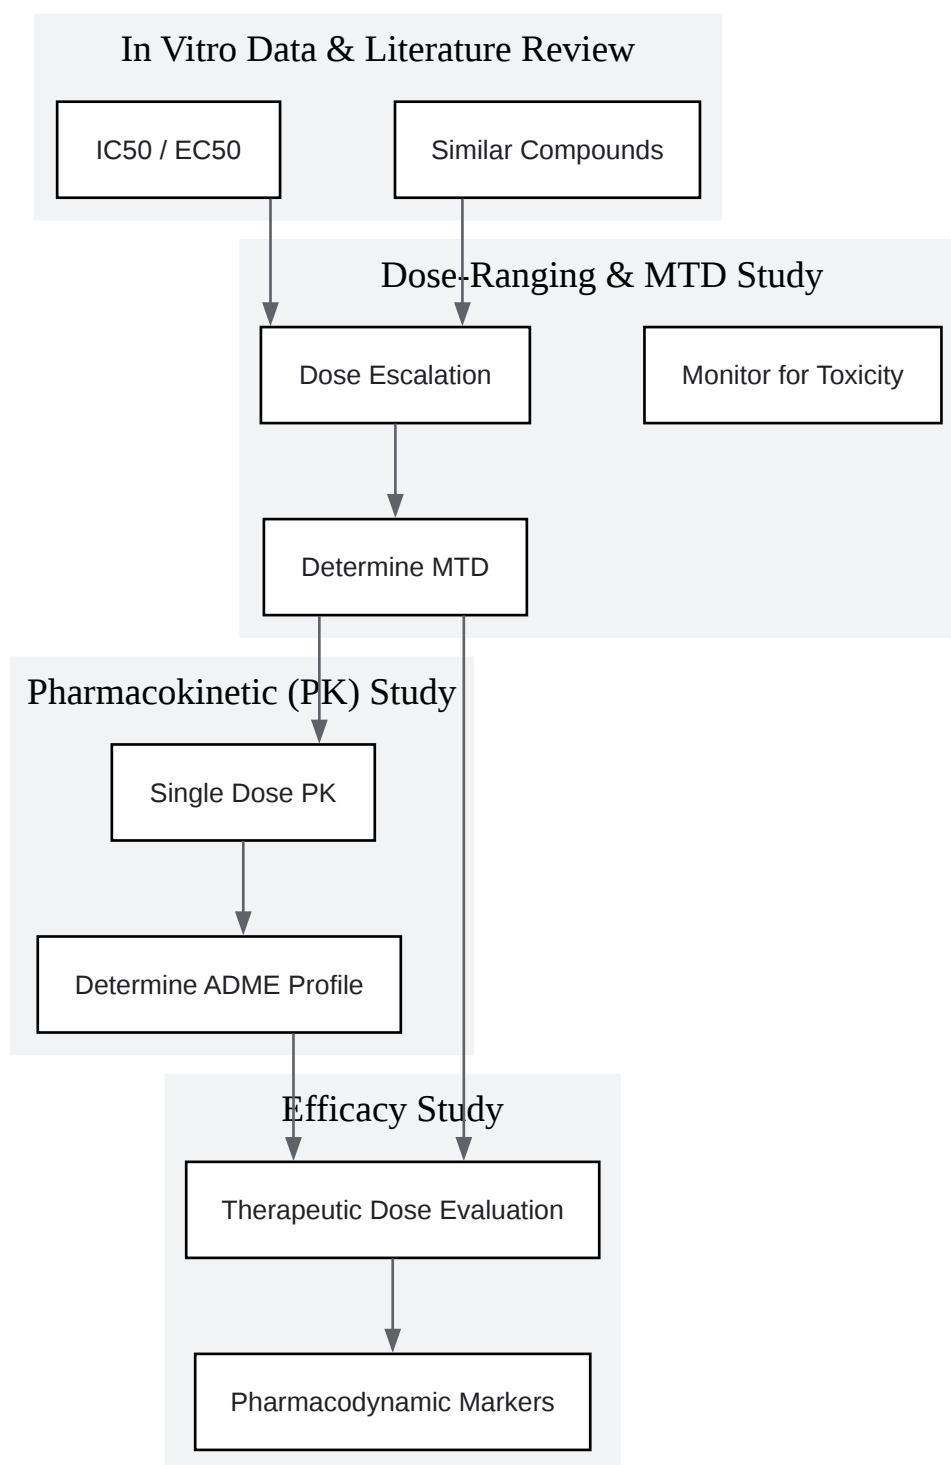 In Vitro Data & Literature Review
IC50 / EC50
Similar Compounds
Dose-Ranging & MTD Study
Dose Escalation
Monitor for Toxicity
Determine MTD
Pharmacokinetic (PK) Study
Single Dose PK
Determine ADME Profile
Efficacy Study
Therapeutic Dose Evaluation
Pharmacodynamic Markers